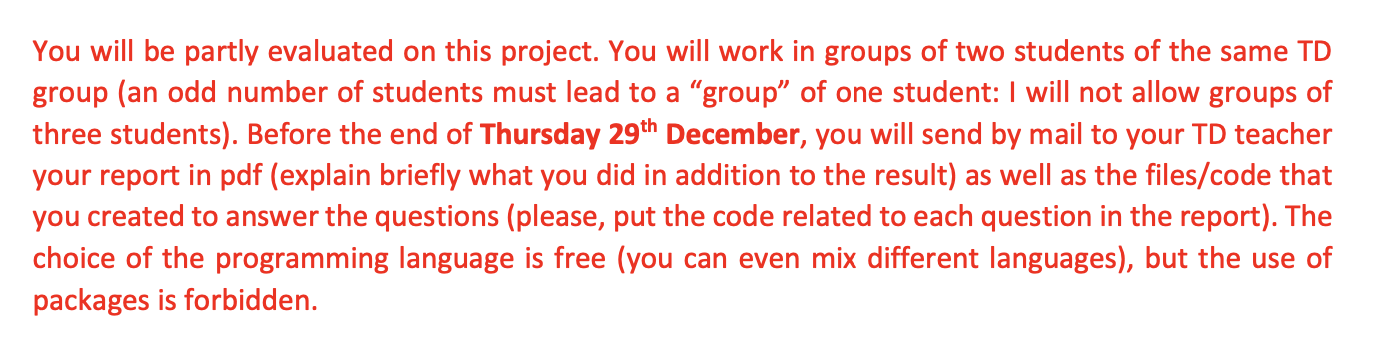 You will be partly evaluated on this project. You will work in groups of two students of the same TD
group (an odd number of students must lead to a “group” of one student: I will not allow groups of
three students). Before the end of Thursday 29th December, you will send by mail to your TD teacher
your report in pdf (explain briefly what you did in addition to the result) as well as the files/code that
you created to answer the questions (please, put the code related to each question in the report). The
choice of the programming language is free (you can even mix different languages), but the use of
packages is forbidden.